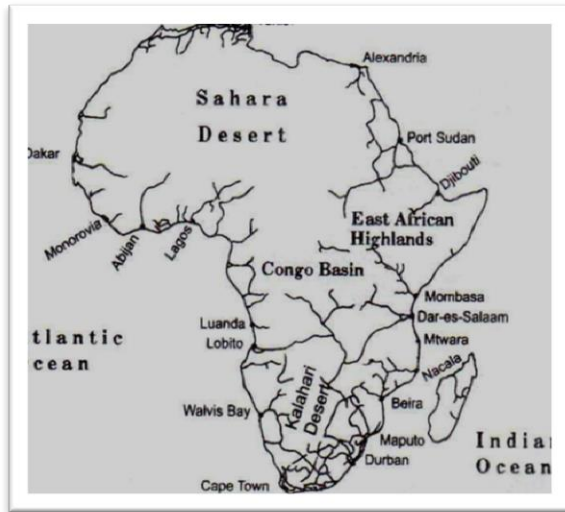 Alexandria
Sahara
Desert
Port Sudan
Dakar
Djibouti
East African
Highlands
Monorovia
Abijan
Lagos
Congo Basin
Mombasa
Dar-es-Salaam
Luanda
Lobito
Mtwara
tlantic
cean
Nacala
Kalahari
Desert
Walvis Bay
Beira
Maputo
Durban
India
Ocean
Cape Town